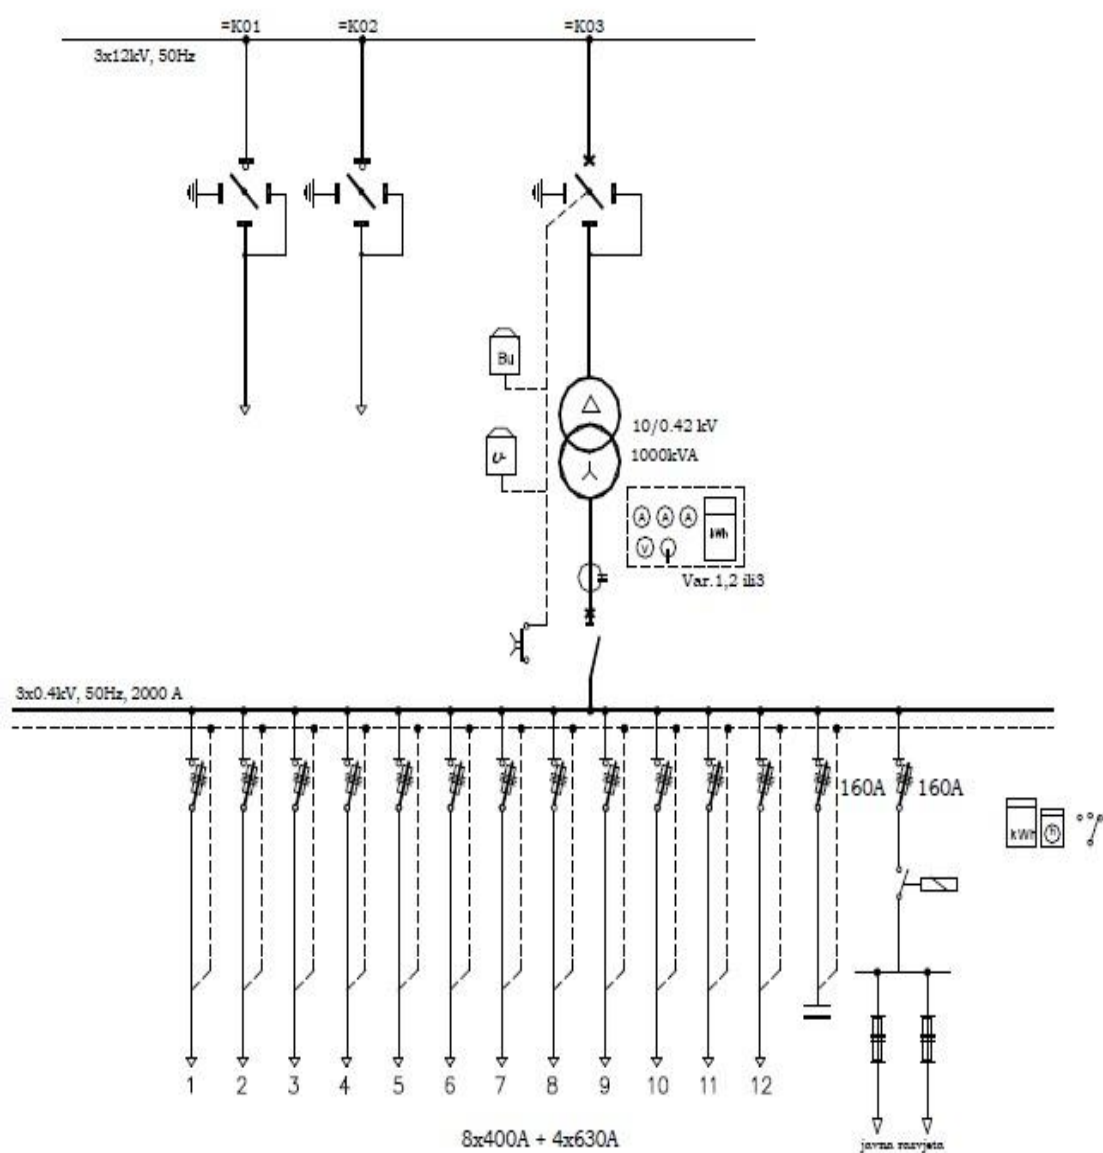 =K01 =K02 =K03
3x12kV, 50Hz
Bu
10/0.42 kV
1000kVA
A A A
kWh
V
Var.1,2 ili3
3x0.4kV, 50Hz, 2000 A
160A 160A
kWh h
1 2 3 4 5 6 7 8 9 10 11 12
8x400A + 4x630A
javna rasvjeta